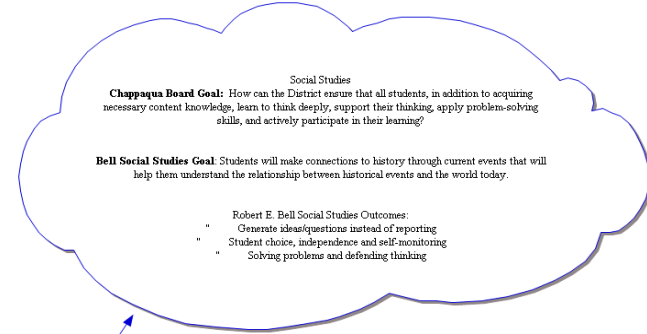 Social Studies
Chappaqua Board Goal: How can the District ensure that all students, in addition to acquiring
necessary content knowledge, learn to think deeply, support their thinking, apply problem-solving
skills, and actively participate in their learning?
Bell Social Studies Goal: Students will make connections to history through current events that will
help them understand the relationship between historical events and the world today.
Robert E. Bell Social Studies Outcomes:
" Generate ideas/questions instead of reporting
" Student choice, independence and self-monitoring
" Solving problems and defending thinking